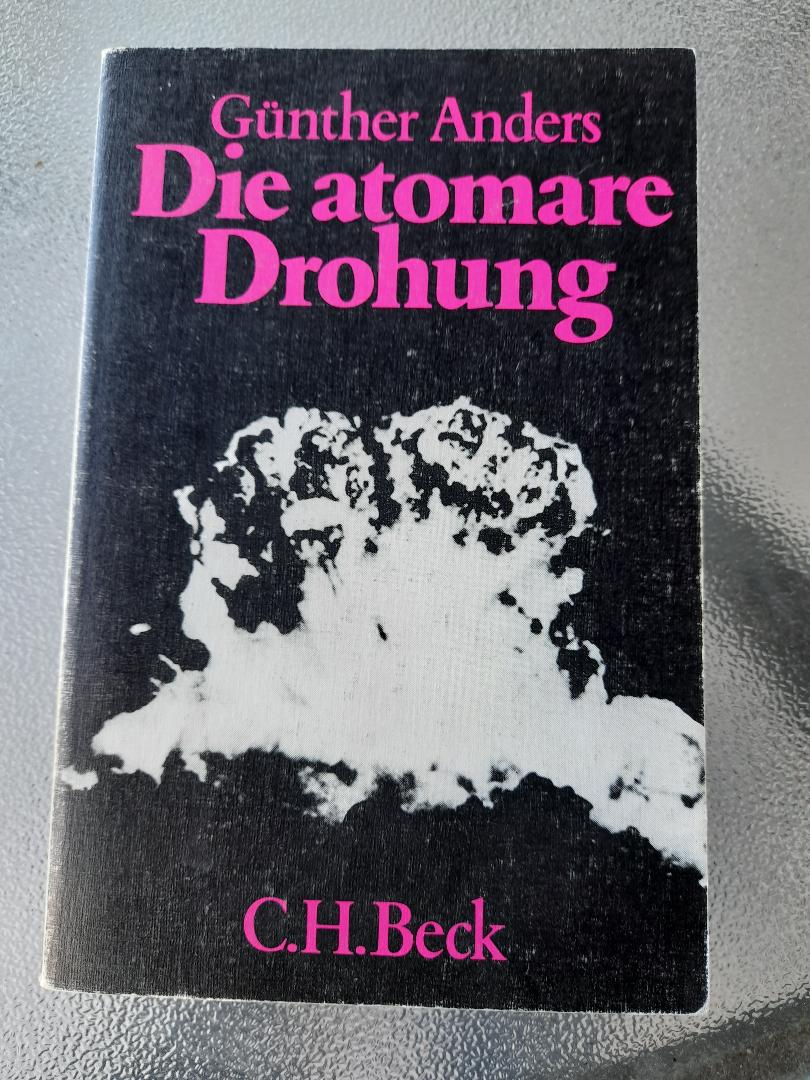 Günther Anders
Die atomare
Drohung
C.H.Beck